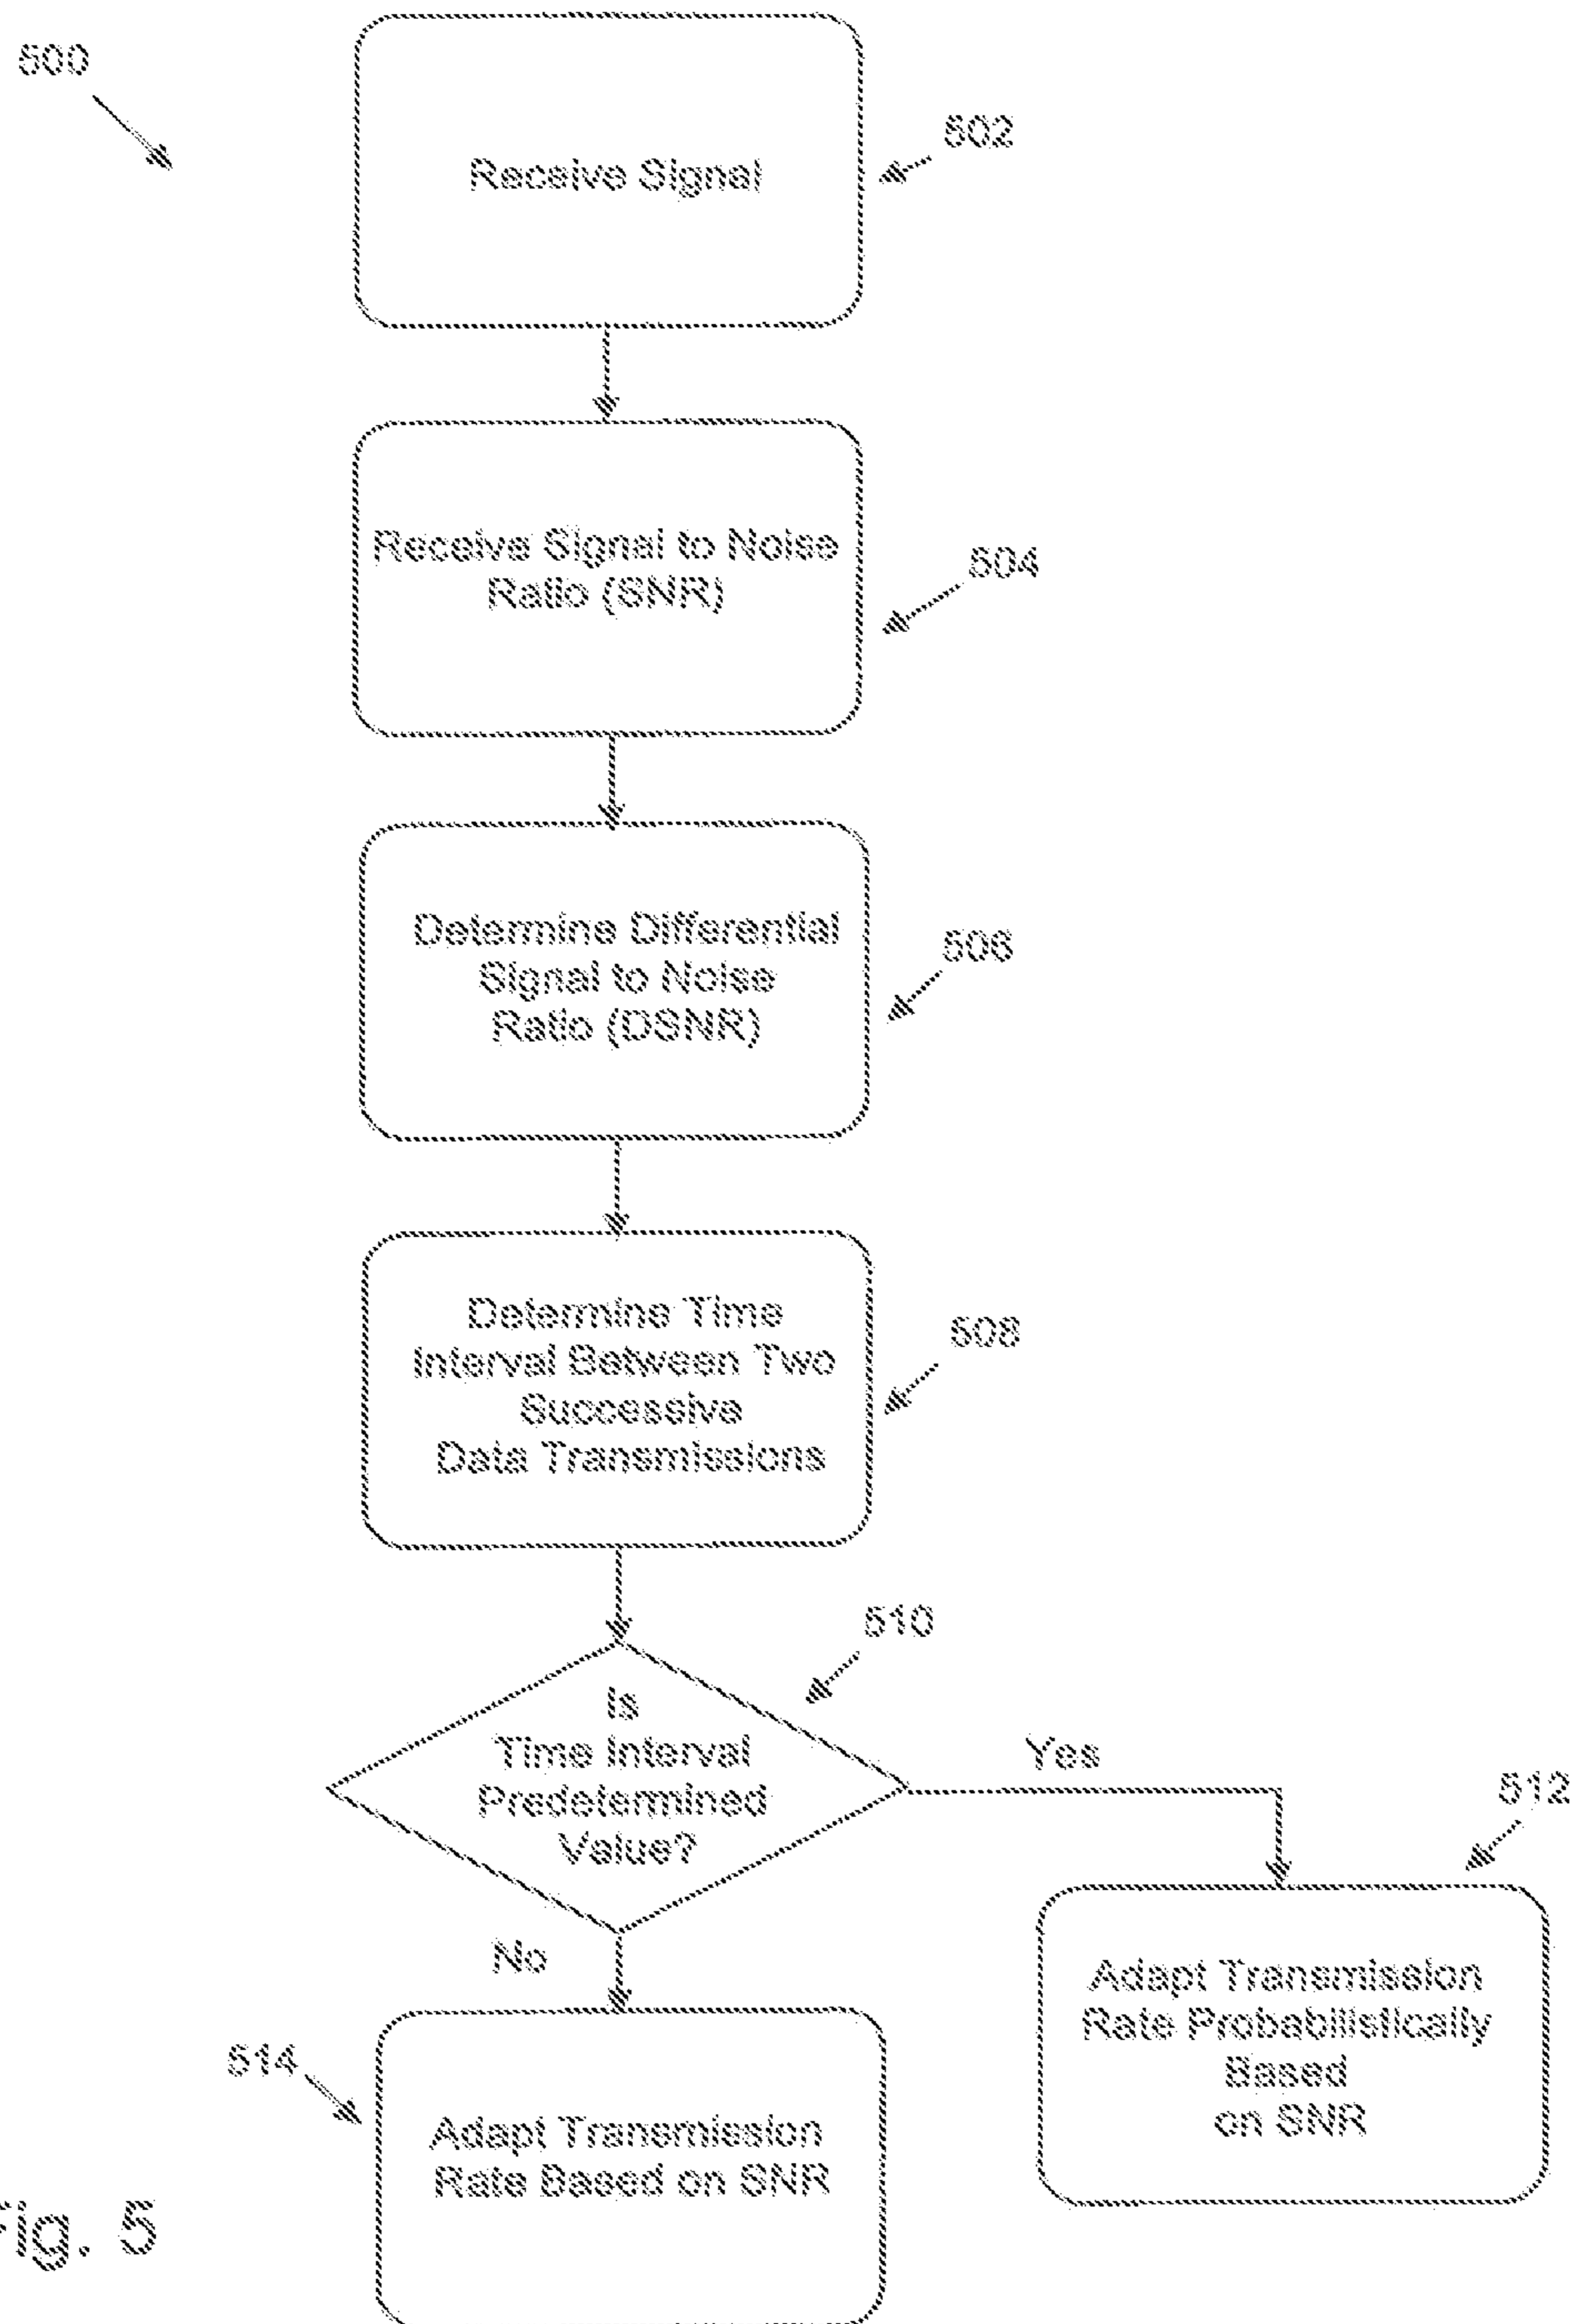 500
Receive Signal
502
Receive Signal to Noise
Ratio (SNR)
504
Determine Differential
Signal to Noise
Ratio (DSNR)
506
Determine Time
Interval Between Two
Successive
Data Transmissions
508
510
Is
Time Interval
Predetermined
Value?
Yes
512
No
Adapt Transmission
Rate Probabilistically
Based
on SNR
514
Adapt Transmission
Rate Based on SNR
Fig. 5